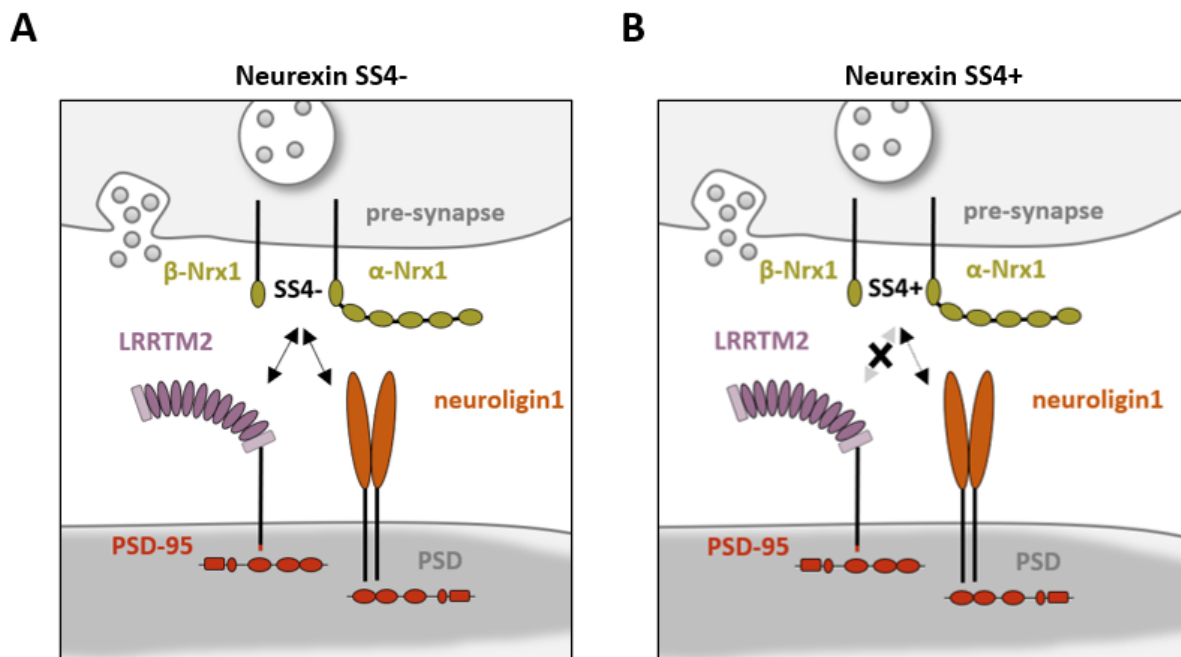 A
Neurexin SS4-
pre-synapse
β-Nrx1
SS4-
α-Nrx1
LRRTM2
neuroligin1
PSD-95
PSD
B
Neurexin SS4+
pre-synapse
β-Nrx1
SS4+
α-Nrx1
LRRTM2
neuroligin1
PSD-95
PSD